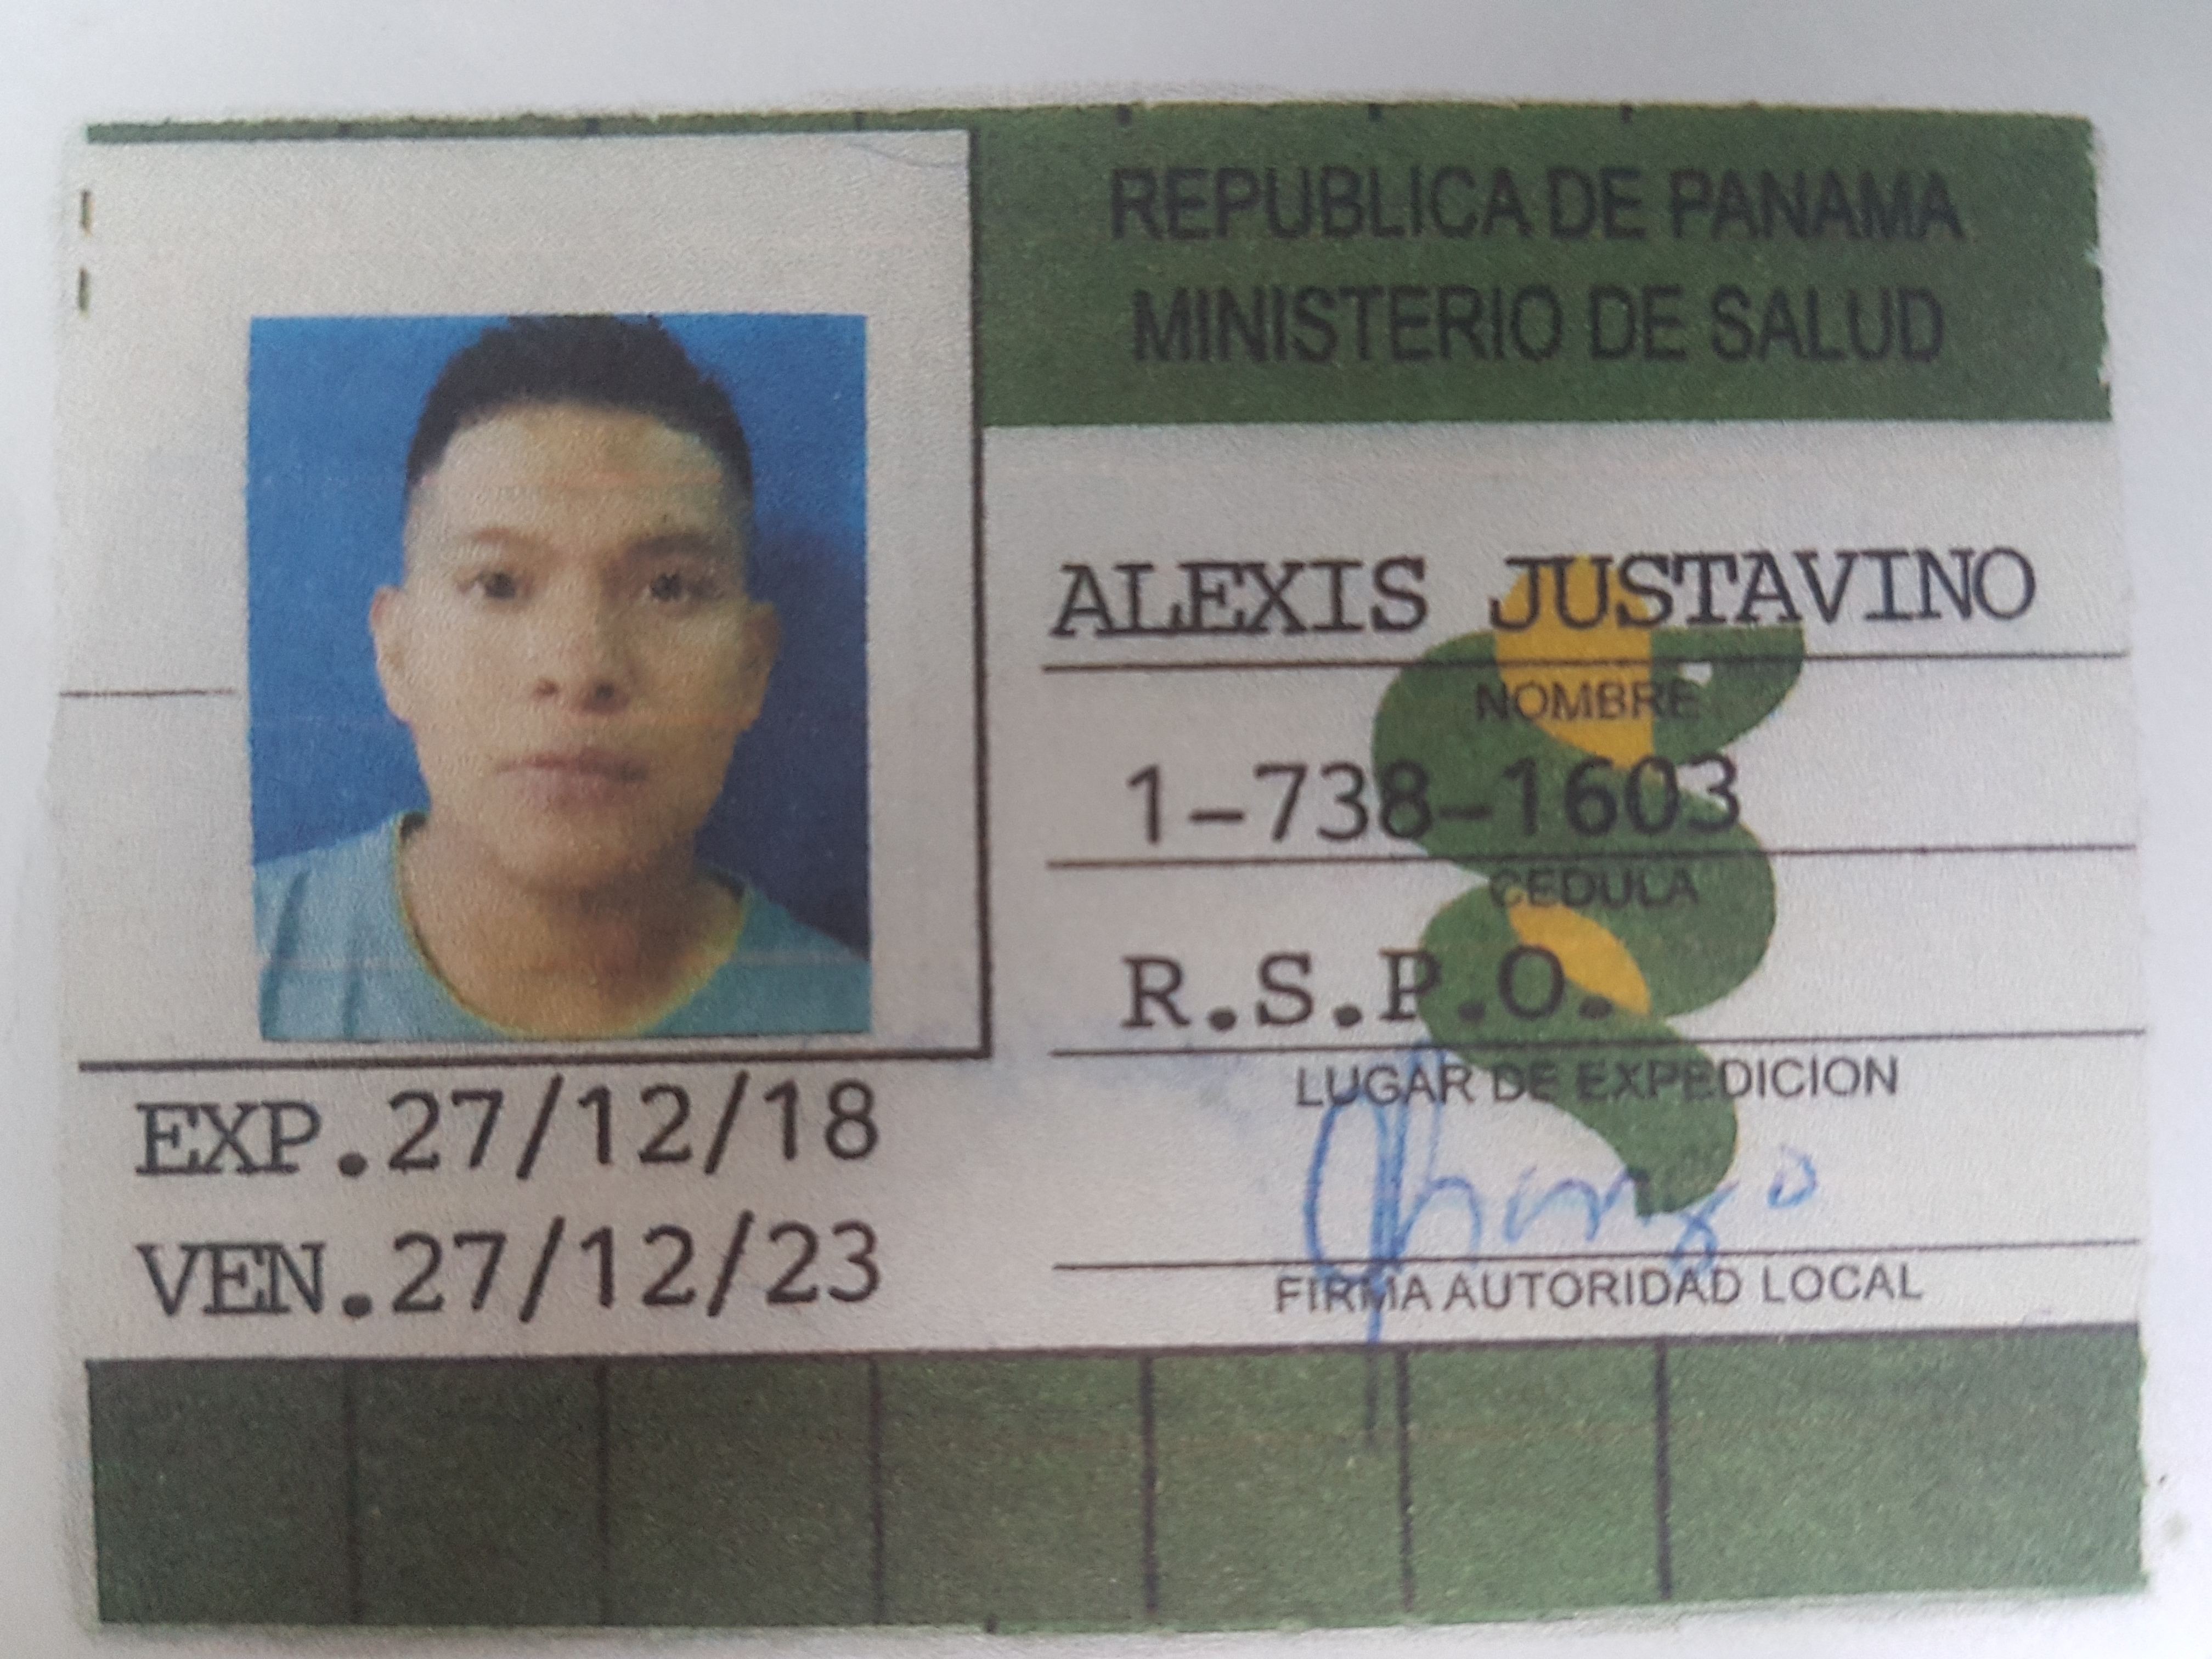 REPUBLICA DE PANAMA
MINISTERIO DE SALUD
ALEXIS JUSTAVINO
NOMBRE
1-738-1603
CEDULA
R.S.P.O.
LUGAR DE EXPEDICION
FIRMA AUTORIDAD LOCAL
EXP.27/12/18
VEN.27/12/23